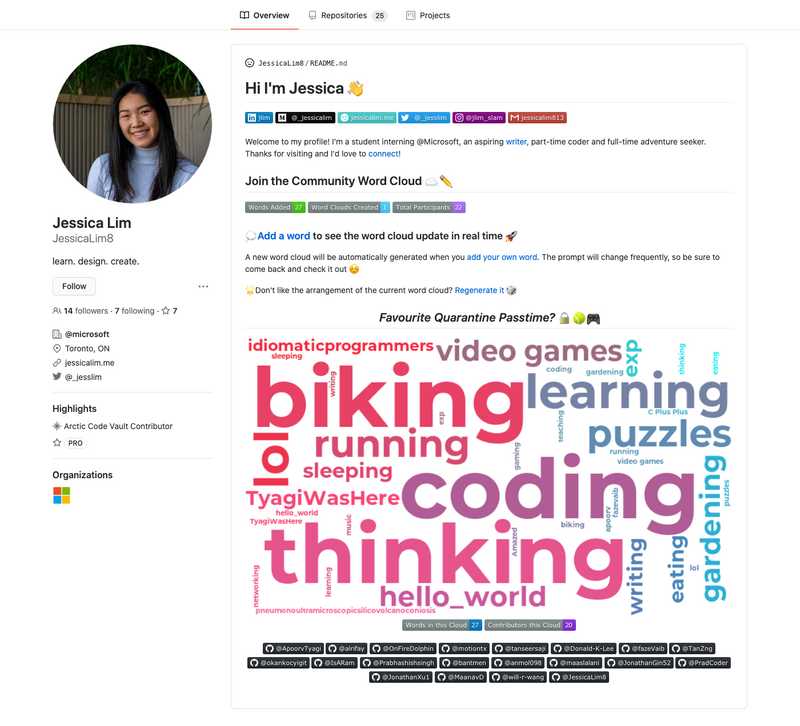 Overview
Repositories 25
Projects
Jessica Lim
JessicaLim8
learn. design. create.
Follow
14 followers · 7 following · 7
@microsoft
Toronto, ON
jessicalim.me
@_jesslim
Highlights
Arctic Code Vault Contributor
PRO
Organizations
JessicaLim8/README.md
Hi I'm Jessica
jlim @_jessicalim jessicalim.me @_jesslim @jlim_slam jessicalim813
Welcome to my profile! I'm a student interning @Microsoft, an aspiring writer, part-time coder and full-time adventure seeker.
Thanks for visiting and I'd love to connect!
Join the Community Word Cloud
Words Added 27 Word Clouds Created 1 Total Participants 22
Add a word to see the word cloud update in real time
A new word cloud will be automatically generated when you add your own word. The prompt will change frequently, so be sure to
come back and check it out
Don't like the arrangement of the current word cloud? Regenerate it
Favourite Quarantine Passtime?
idiomaticprogrammers
video games
exp
thinking
eating
sleeping
coding
gardening
biking
writing
learning
exp
C Plus Plus
teaching
lol
running
puzzles
gaming
running
video games
sleeping
coding
gardening
puzzles
TyagiWasHere
fazevaib
apoorv
hello_world
TyagiWasHere
music
biking
thinking
Amazed
writing
eating
lol
networking
learning
hello_world
pneumonoultramicroscopicsilicovolcanoconiosis
Words in this Cloud 27 Contributors this Cloud 20
@ApoorvTyagi @alrifay @OnFireDolphin @motiontx @tanseersaji @Donald-K-Lee @fazeVaib @TanZng
@okankocyigit @IsARam @Prabhashishsingh @bantmen @anmol098 @maaslalani @JonathanGin52 @PradCoder
@JonathanXu1 @MaanavD @will-r-wang @JessicaLim8